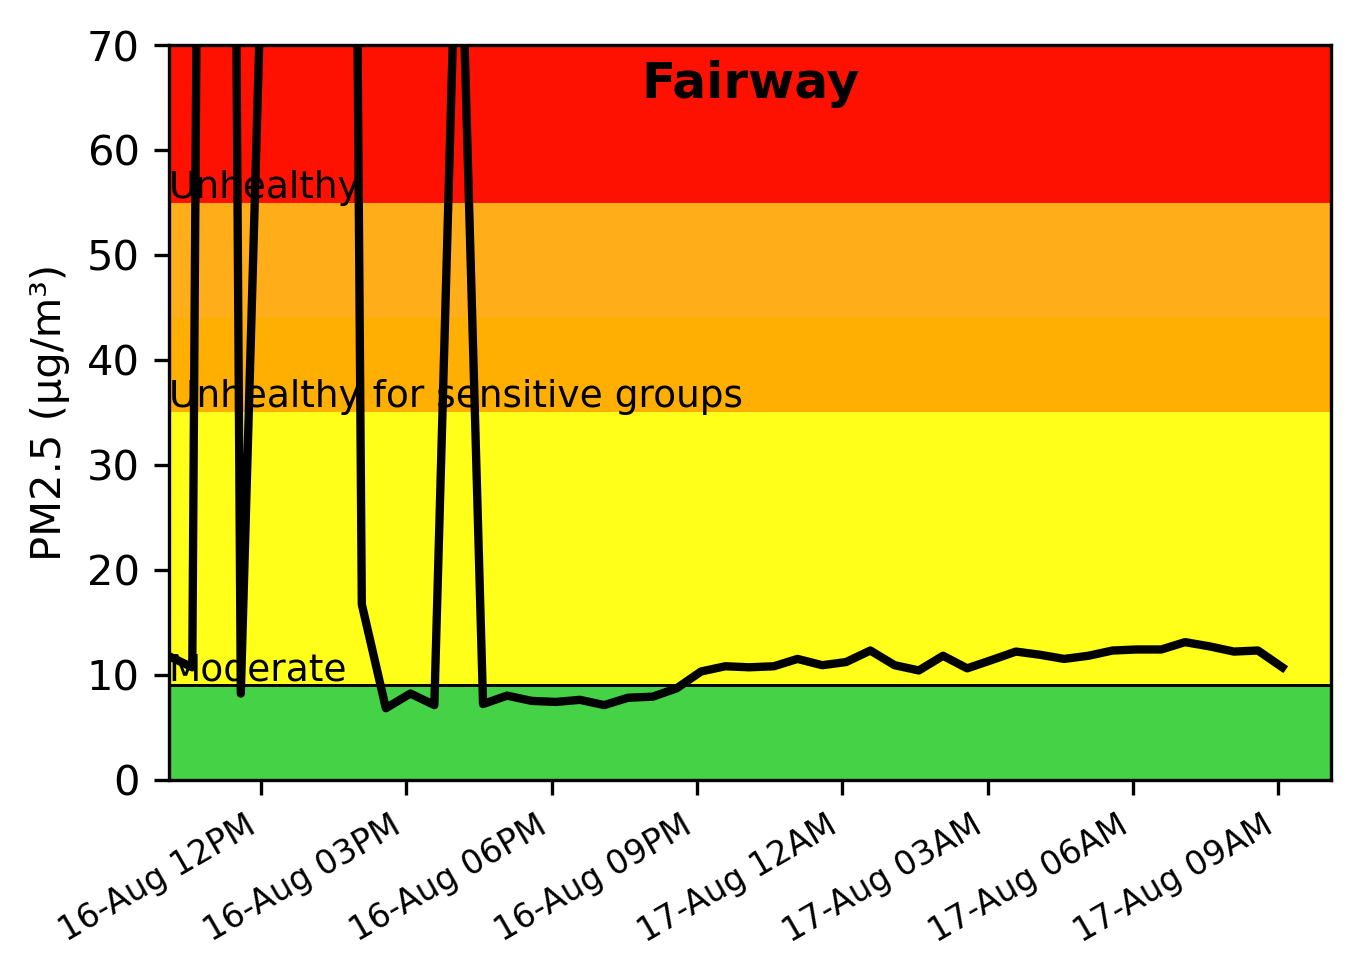 Fairway
70
60
50
40
30
20
10
0
PM2.5 (µg/m³)
Unhealthy
Unhealthy for sensitive groups
Moderate
16-Aug 12PM
16-Aug 03PM
16-Aug 06PM
16-Aug 09PM
17-Aug 12AM
17-Aug 03AM
17-Aug 06AM
17-Aug 09AM